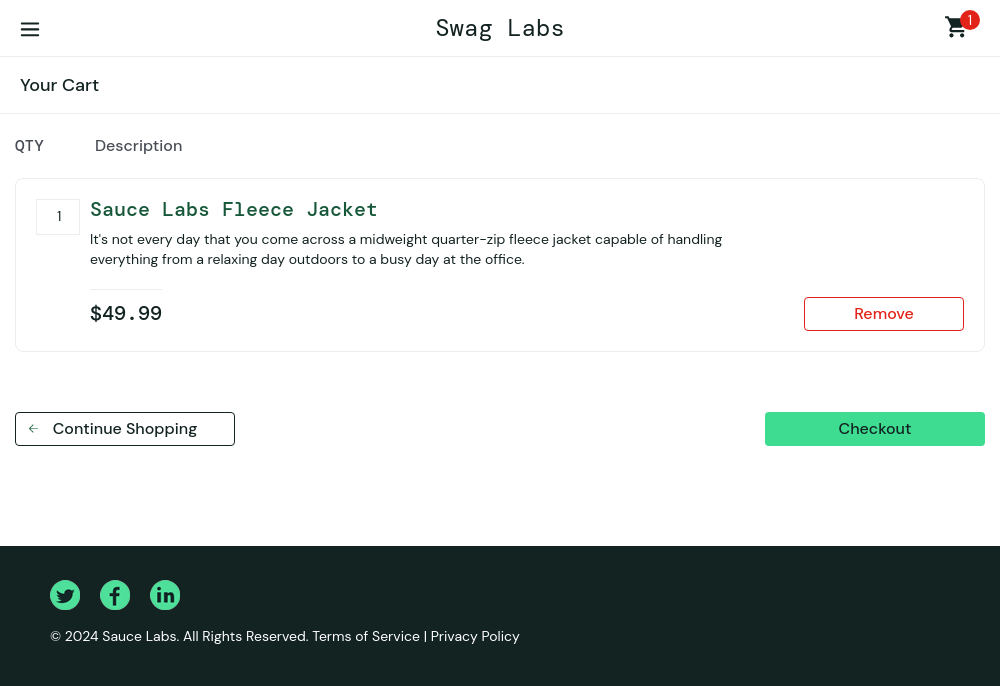 Swag Labs
1
Your Cart
QTY
Description
1
Sauce Labs Fleece Jacket
It's not every day that you come across a midweight quarter-zip fleece jacket capable of handling
everything from a relaxing day outdoors to a busy day at the office.
$49.99
Remove
Continue Shopping
Checkout
© 2024 Sauce Labs. All Rights Reserved. Terms of Service | Privacy Policy